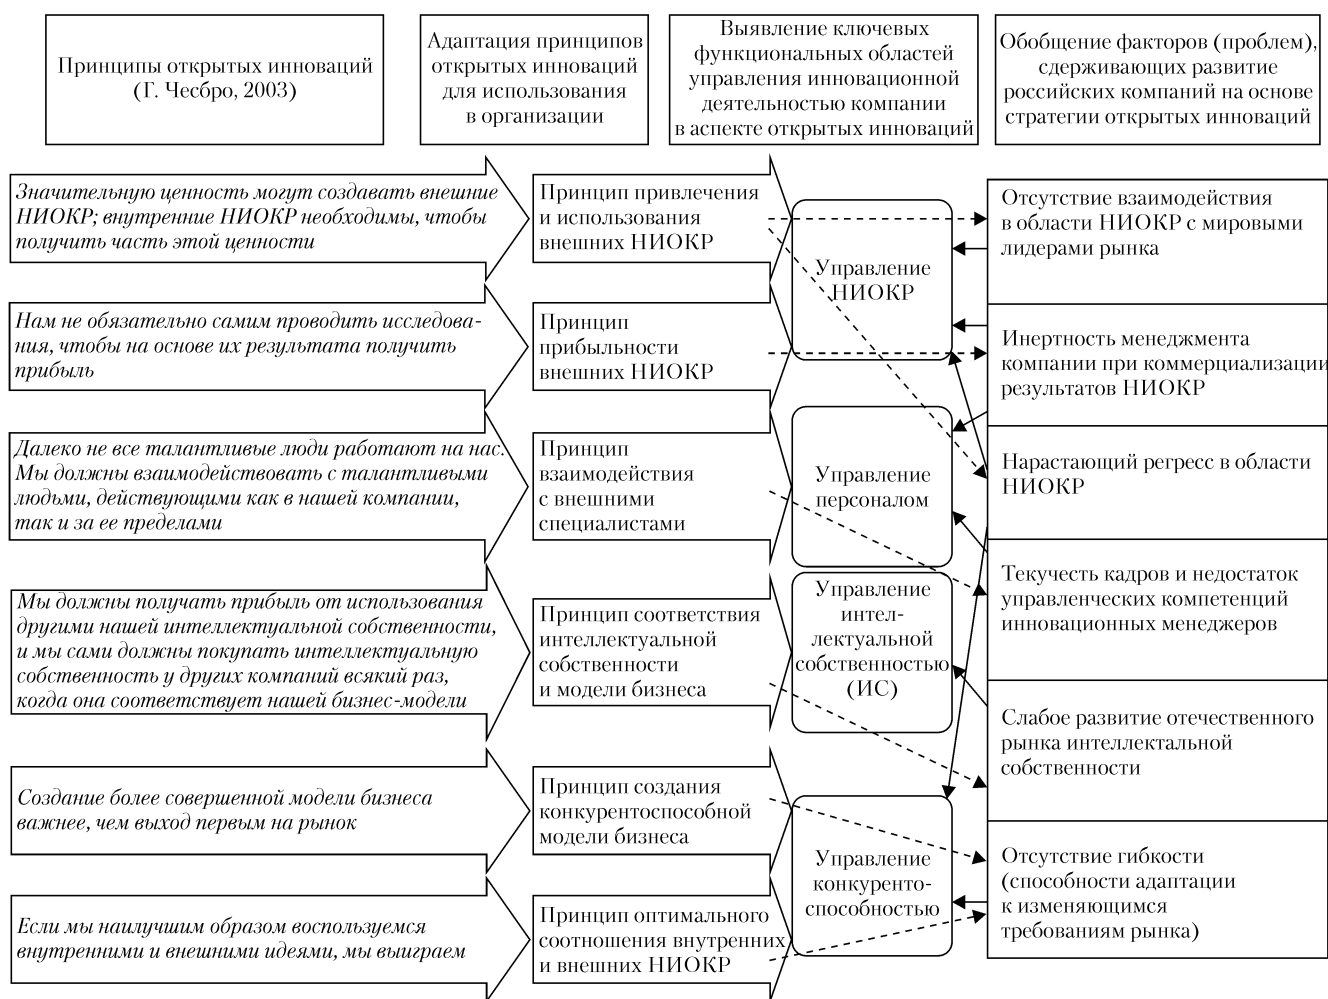 Принципы открытых инноваций
(Г. Чесбро, 2003)
Адаптация принципов
открытых инноваций
для использования
в организации
Выявление ключевых
функциональных областей
управления инновационной
деятельностью компании
в аспекте открытых инноваций
Обобщение факторов (проблем),
сдерживающих развитие
российских компаний на основе
стратегии открытых инноваций
Значительную ценность могут создавать внешние
НИОКР; внутренние НИОКР необходимы, чтобы
получить часть этой ценности
Нам не обязательно самим проводить исследова-
ния, чтобы на основе их результата получить
прибыль
Далеко не все талантливые люди работают на нас.
Мы должны взаимодействовать с талантливыми
людьми, действующими как в нашей компании,
так и за ее пределами
Мы должны получать прибыль от использования
другими нашей интеллектуальной собственности,
и мы сами должны покупать интеллектуальную
собственность у других компаний всякий раз,
когда она соответствует нашей бизнес-модели
Создание более совершенной модели бизнеса
важнее, чем выход первым на рынок
Если мы наилучшим образом воспользуемся
внутренними и внешними идеями, мы выиграем
Принцип привлечения
и использования
внешних НИОКР
Принцип
прибыльности
внешних НИОКР
Принцип
взаимодействия
с внешними
специалистами
Принцип соответствия
интеллектуальной
собственности
и модели бизнеса
Принцип создания
конкурентоспособной
модели бизнеса
Принцип оптимального
соотношения внутренних
и внешних НИОКР
Управление
НИОКР
Управление
персоналом
Управление
интел-
лектуальной
собственностью
(ИС)
Управление
конкуренто-
способностью
Отсутствие взаимодействия
в области НИОКР с мировыми
лидерами рынка
Инертность менеджмента
компании при коммерциализации
результатов НИОКР
Нарастающий регресс в области
НИОКР
Текучесть кадров и недостаток
управленческих компетенций
инновационных менеджеров
Слабое развитие отечественного
рынка интеллектальной
собственности
Отсутствие гибкости
(способности адаптации
к изменяющимся
требованиям рынка)